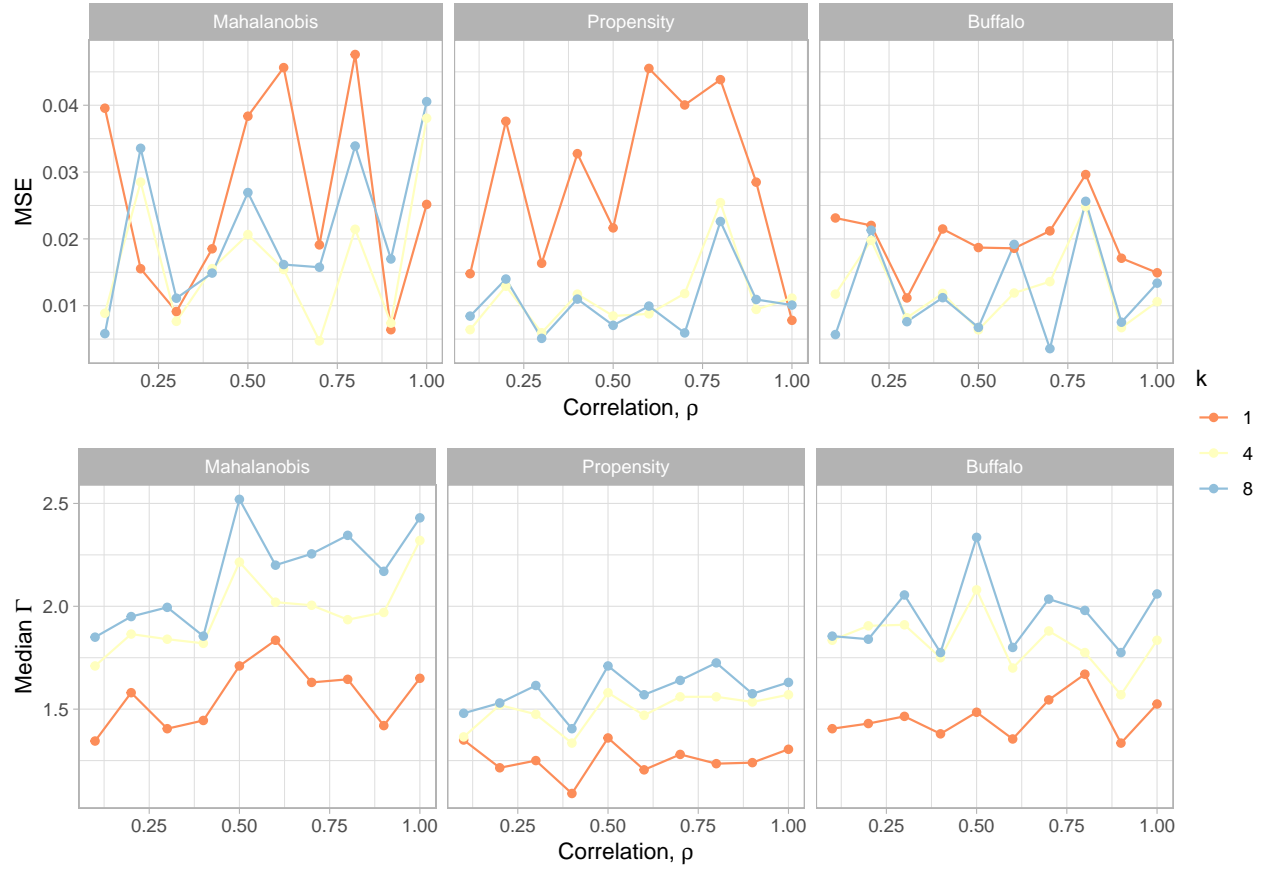 Mahalanobis Propensity Buffalo
MSE
0.04
0.03
0.02
0.01
0.25 0.50 0.75 1.00 0.25 0.50 0.75 1.00 0.25 0.50 0.75 1.00
Correlation, ρ
k
1
4
8
Mahalanobis Propensity Buffalo
Median Γ
2.5
2.0
1.5
0.25 0.50 0.75 1.00 0.25 0.50 0.75 1.00 0.25 0.50 0.75 1.00
Correlation, ρ